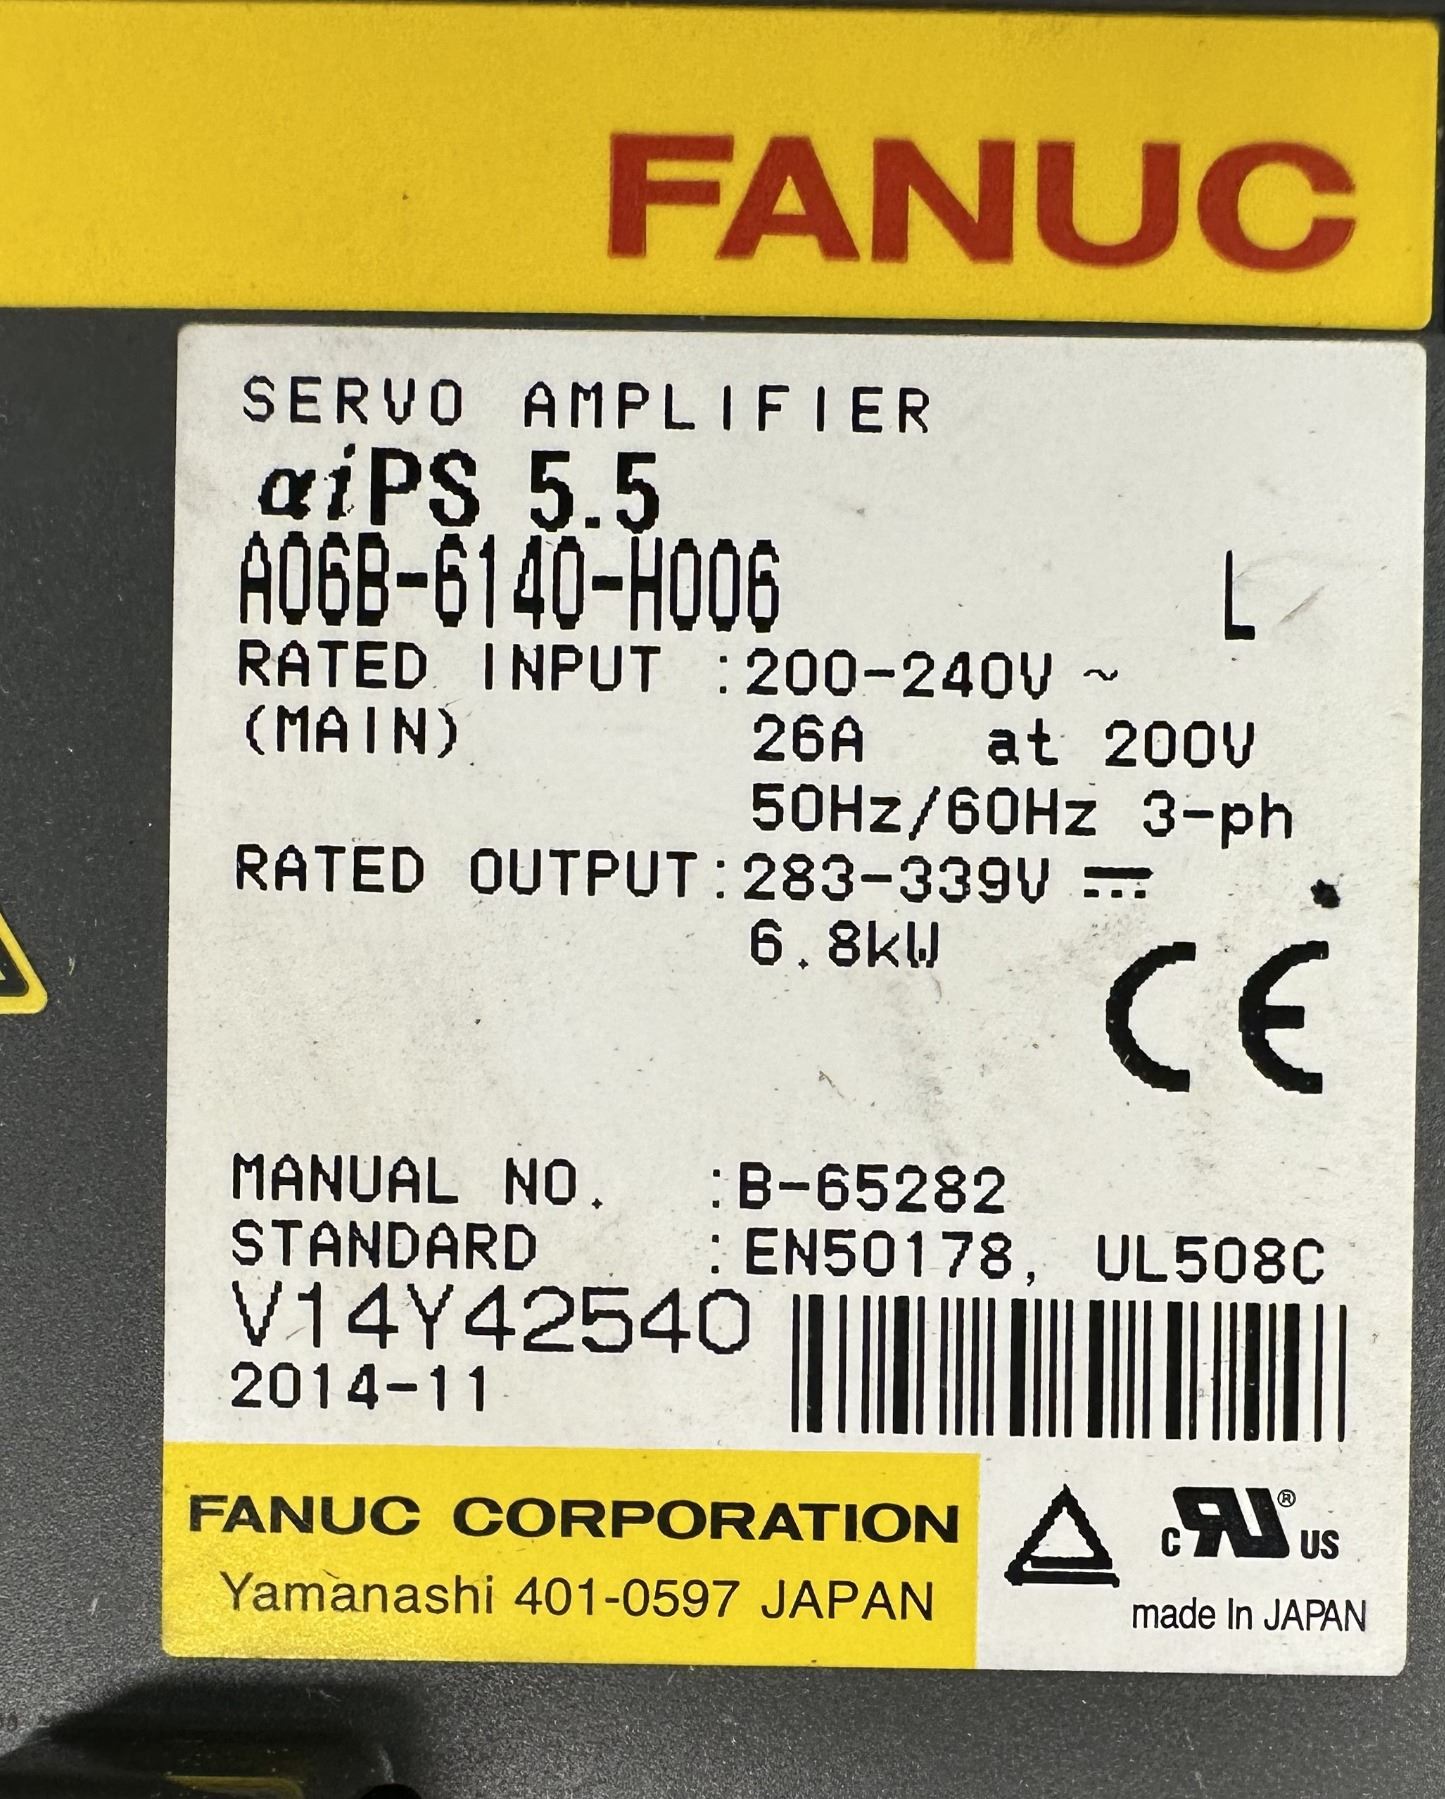 FANUC
SERVO AMPLIFIER
αiPS 5.5
A06B-6140-H006 L
RATED INPUT :200-240V ~
(MAIN) 26A at 200V
50Hz/60Hz 3-ph
RATED OUTPUT:283-339V ⎓
6.8kW
CE
MANUAL NO. :B-65282
STANDARD :EN50178, UL508C
V14Y42540
2014-11
FANUC CORPORATION
Yamanashi 401-0597 JAPAN
c RU ® US
made In JAPAN